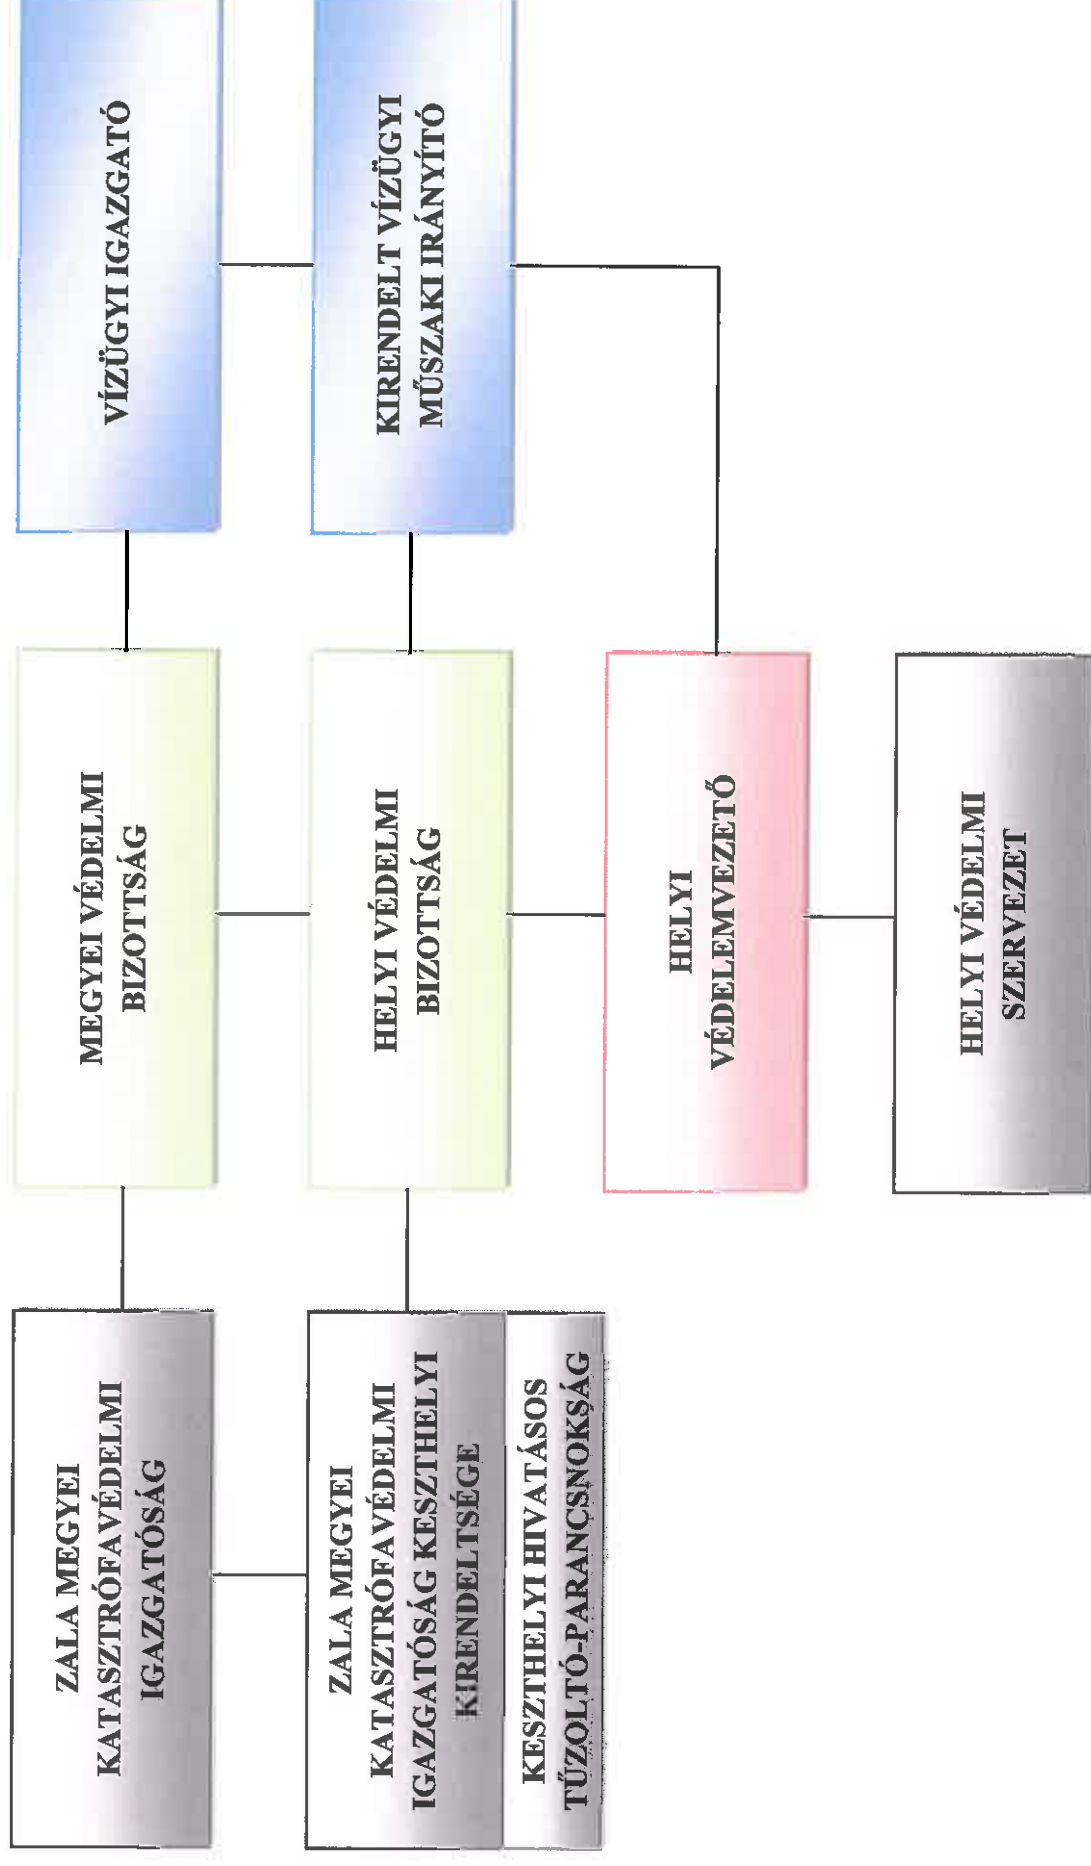 ZALA MEGYEI
KATASZTRÓFAVÉDELMI
IGAZGATÓSÁG
MEGYEI VÉDELMI
BIZOTTSÁG
VÍZÜGYI IGAZGATÓ
ZALA MEGYEI
KATASZTRÓFAVÉDELMI
IGAZGATÓSÁG KESZTHELYI
KIRENDELTSÉGE
KESZTHELYI HIVATÁSOS
TŰZOLTÓ-PARANCSNOKSÁG
HELYI VÉDELMI
BIZOTTSÁG
KIRENDELT VÍZÜGYI
MŰSZAKI IRÁNYÍTÓ
HELYI
VÉDELEMVEZETŐ
HELYI VÉDELMI
SZERVEZET